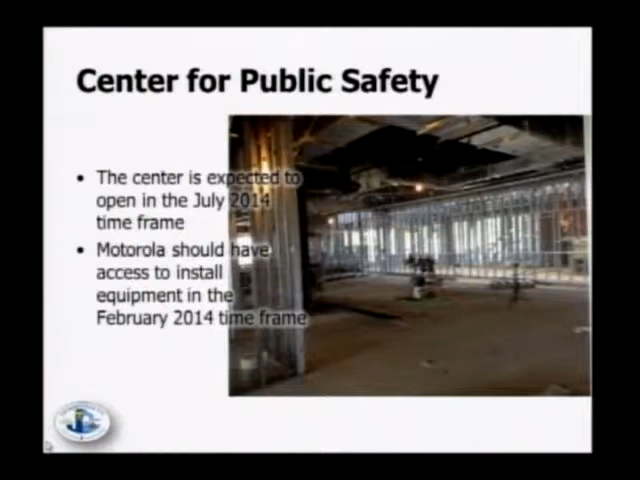 Center for Public Safety
• The center is expected to
open in the July 2014
time frame
• Motorola should have
access to install
equipment in the
February 2014 time frame